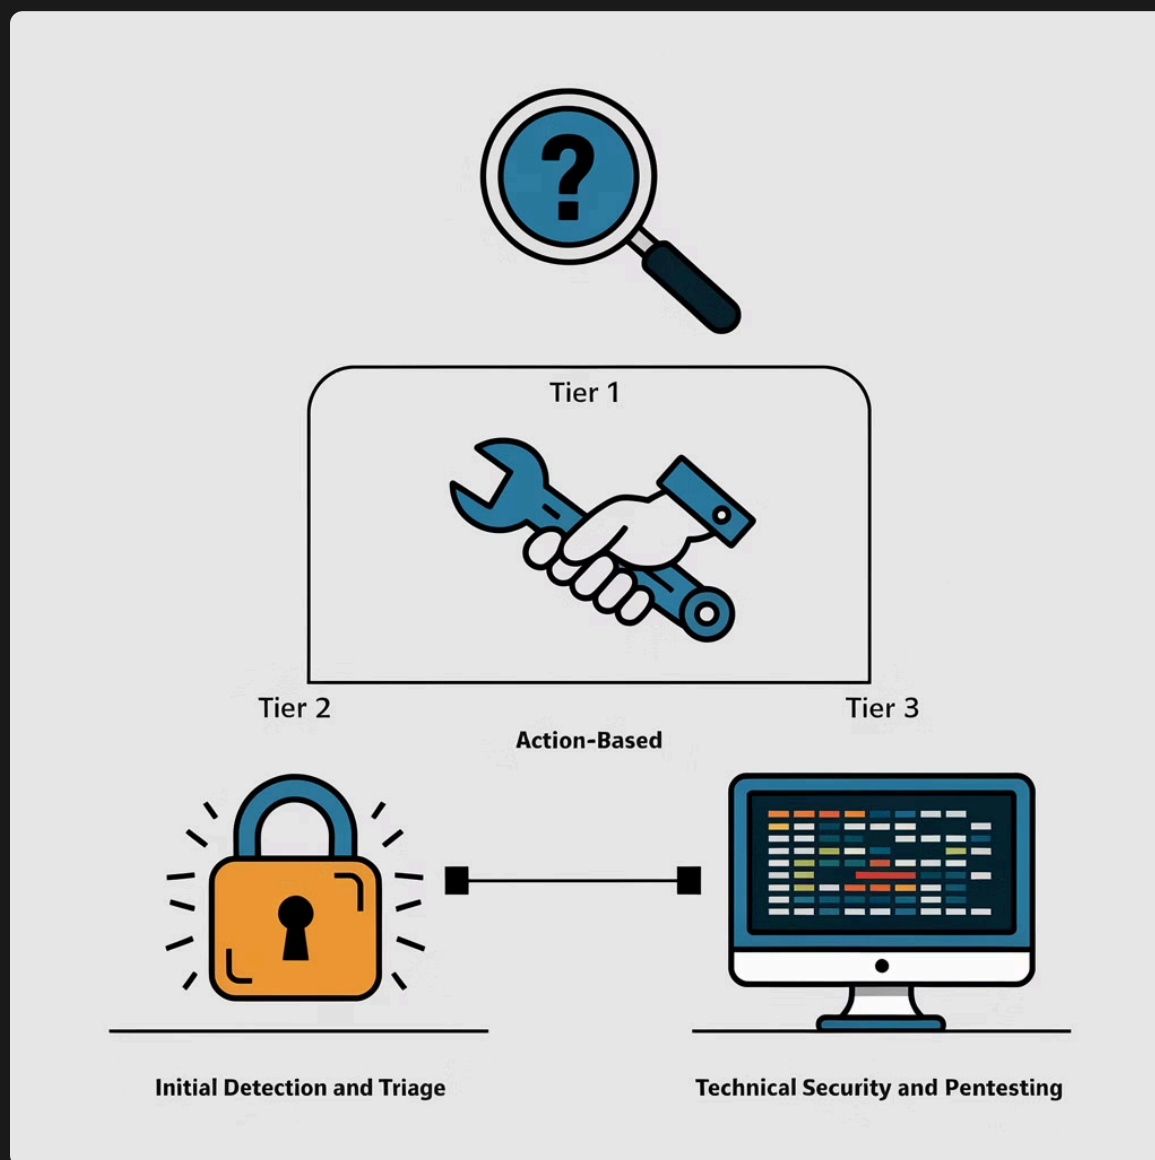 ?
Tier 1
Tier 2
Tier 3
Action-Based
Initial Detection and Triage
Technical Security and Pentesting